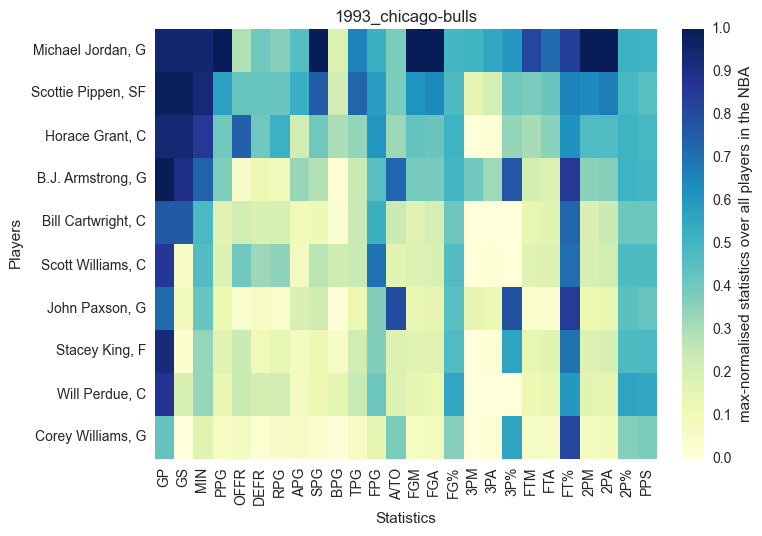 1993_chicago-bulls
Players
Michael Jordan, G
Scottie Pippen, SF
Horace Grant, C
B.J. Armstrong, G
Bill Cartwright, C
Scott Williams, C
John Paxson, G
Stacey King, F
Will Perdue, C
Corey Williams, G
GP GS MIN PPG OFFR DEFR RPG APG SPG BPG TPG FPG A/TO FGM FGA FG% 3PM 3PA 3P% FTM FTA FT% 2PM 2PA 2P% PPS
Statistics
1.0
0.9
0.8
0.7
0.6
0.5
0.4
0.3
0.2
0.1
0.0
max-normalised statistics over all players in the NBA